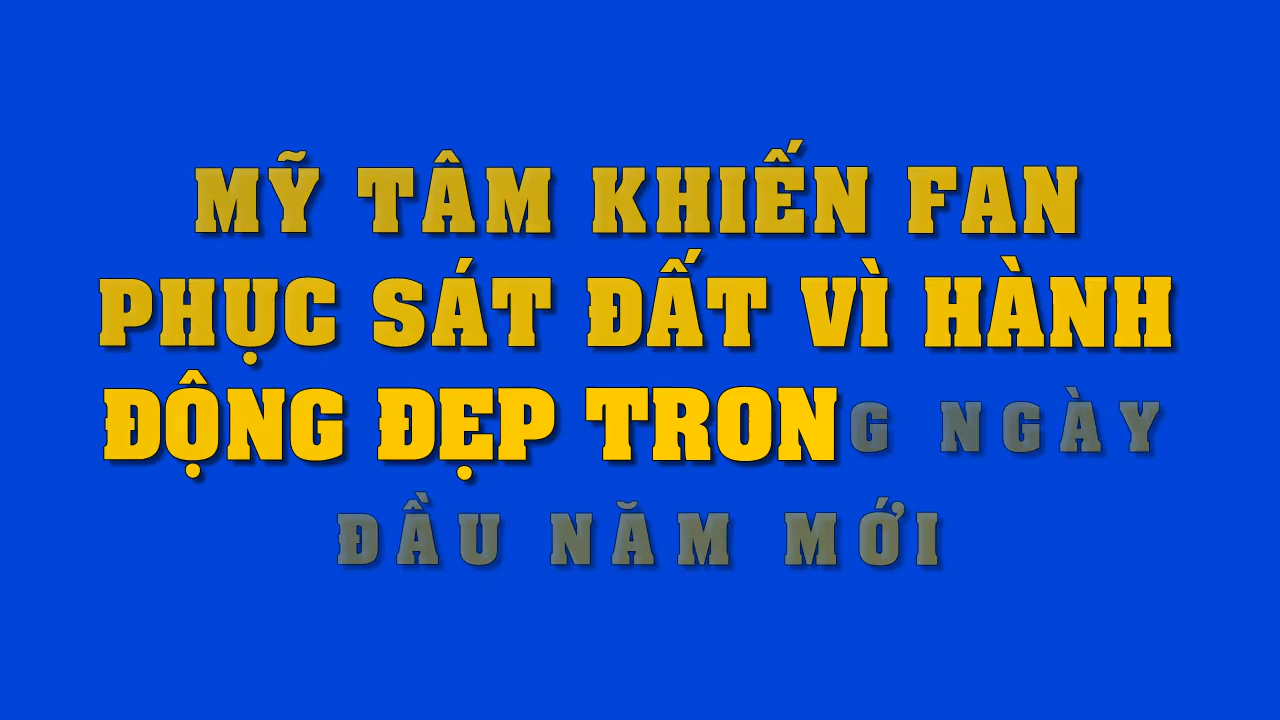 MỸ TÂM KHIẾN FAN
PHỤC SÁT ĐẤT VÌ HÀNH
ĐỘNG ĐẸP TRONG NGÀY
ĐẦU NĂM MỚI